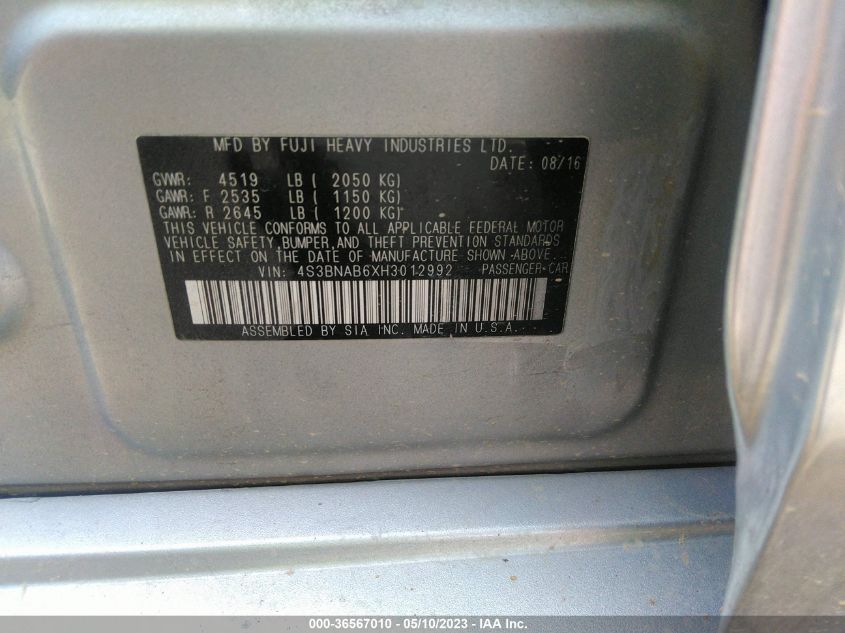 MFD BY FUJI HEAVY INDUSTRIES LTD.
DATE: 08/16
GVWR: 4519 LB ( 2050 KG)
GAWR: F 2535 LB ( 1150 KG)
GAWR: R 2645 LB ( 1200 KG)
THIS VEHICLE CONFORMS TO ALL APPLICABLE FEDERAL MOTOR
VEHICLE SAFETY, BUMPER, AND THEFT PREVENTION STANDARDS
IN EFFECT ON THE DATE OF MANUFACTURE SHOWN ABOVE.
VIN: 4S3BNAB6XH3012992 PASSENGER CAR
ASSEMBLED BY SIA INC. MADE IN U.S.A.
000-36567010 - 05/10/2023 - © IAA Inc.